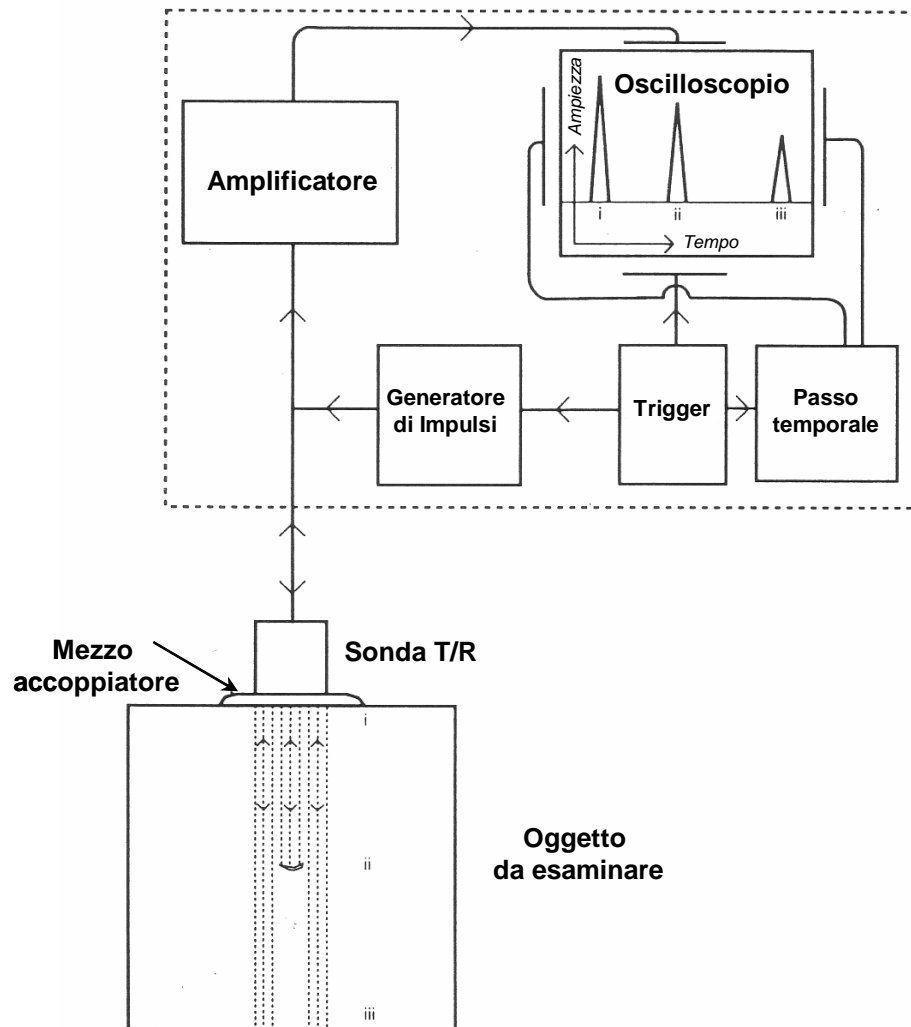 Oscilloscopio
Ampiezza
i
ii
iii
Tempo
Amplificatore
Generatore
di Impulsi
Trigger
Passo
temporale
Mezzo
accoppiatore
Sonda T/R
i
ii
iii
Oggetto
da esaminare